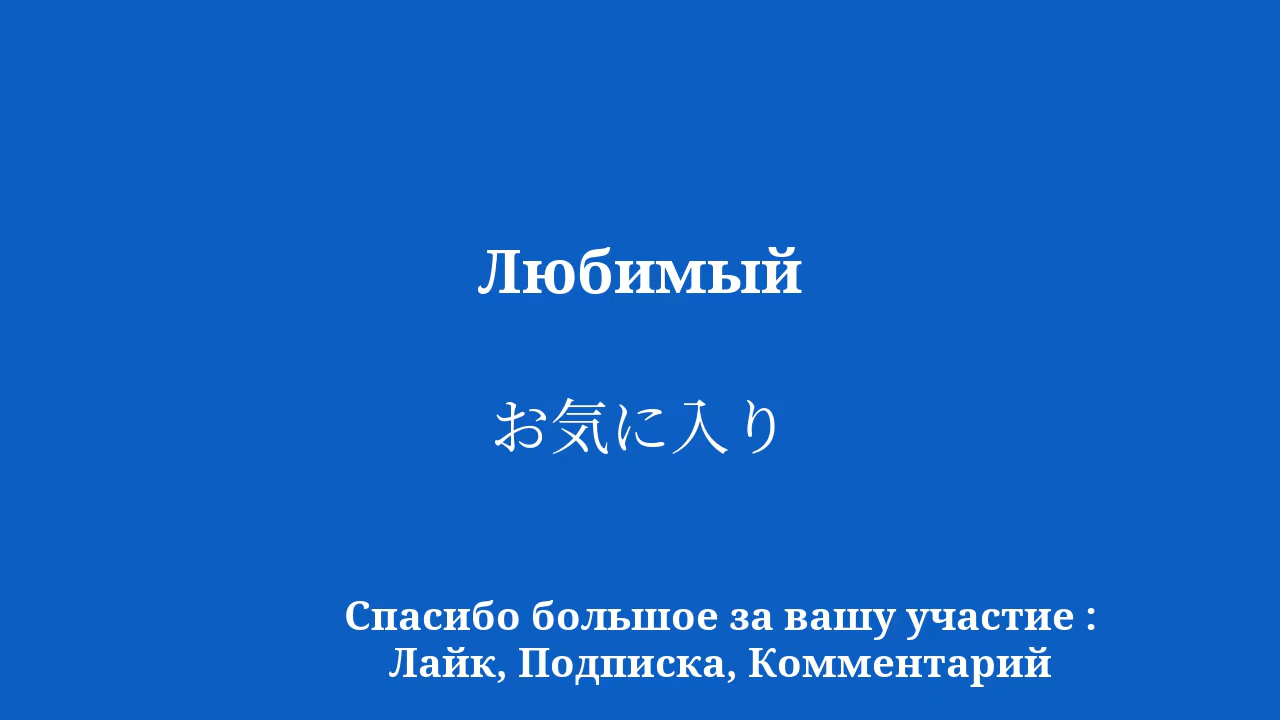 Любимый
お気に入り
Спасибо большое за вашу участие :
Лайк, Подписка, Комментарий